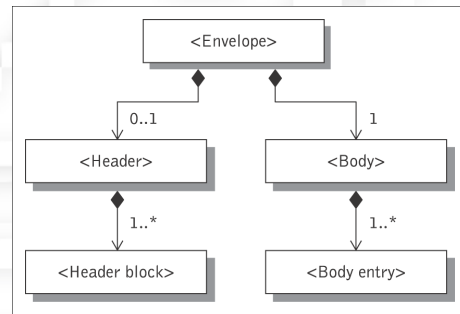 <Envelope>
0..1
1
<Header>
<Body>
1..*
1..*
<Header block>
<Body entry>